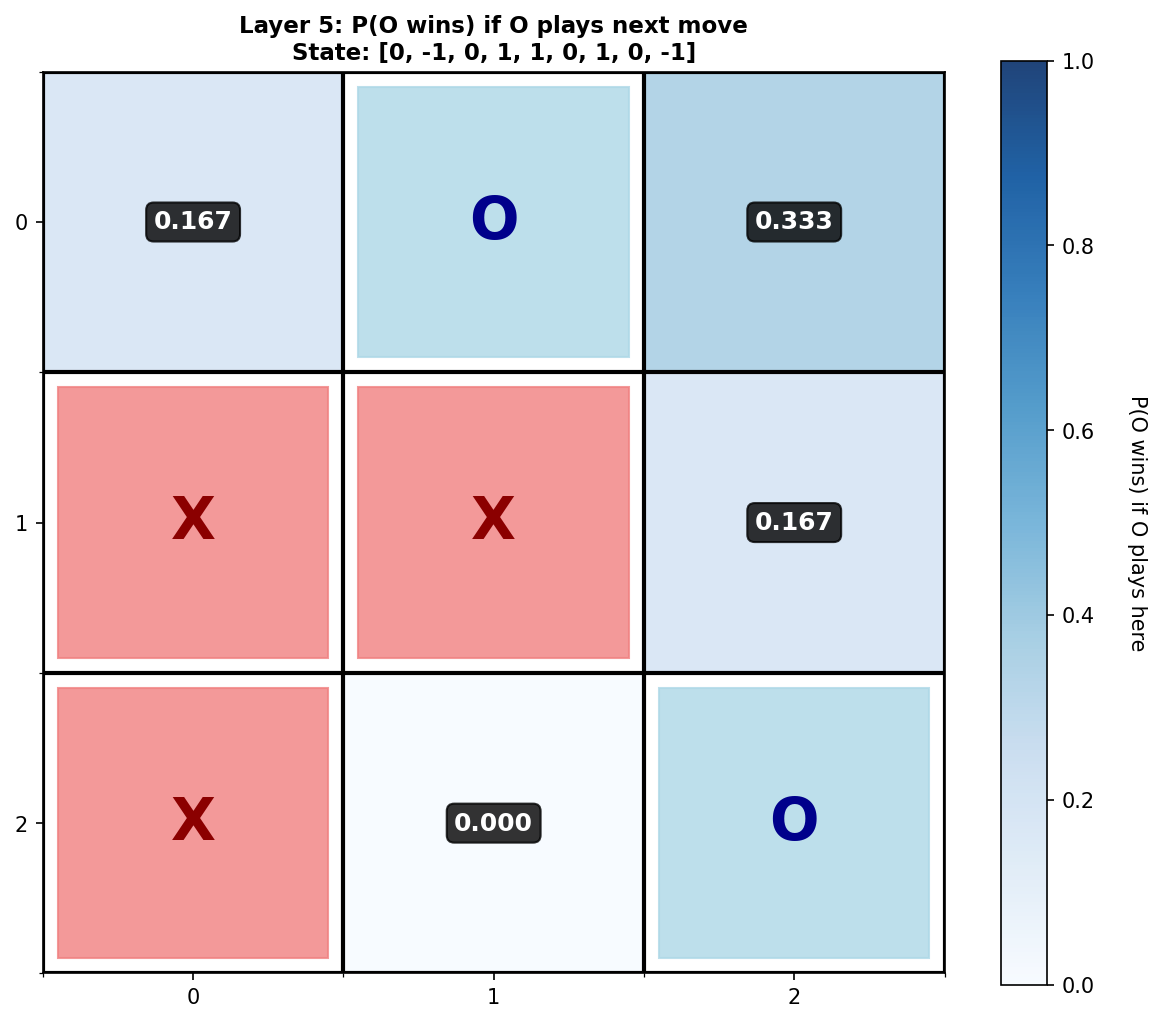 Layer 5: P(O wins) if O plays next move
State: [0, -1, 0, 1, 1, 0, 1, 0, -1]
0
0.167
O
0.333
1
X
X
0.167
2
X
0.000
O
0
1
2
1.0
0.8
0.6
0.4
0.2
0.0
P(O wins) if O plays here